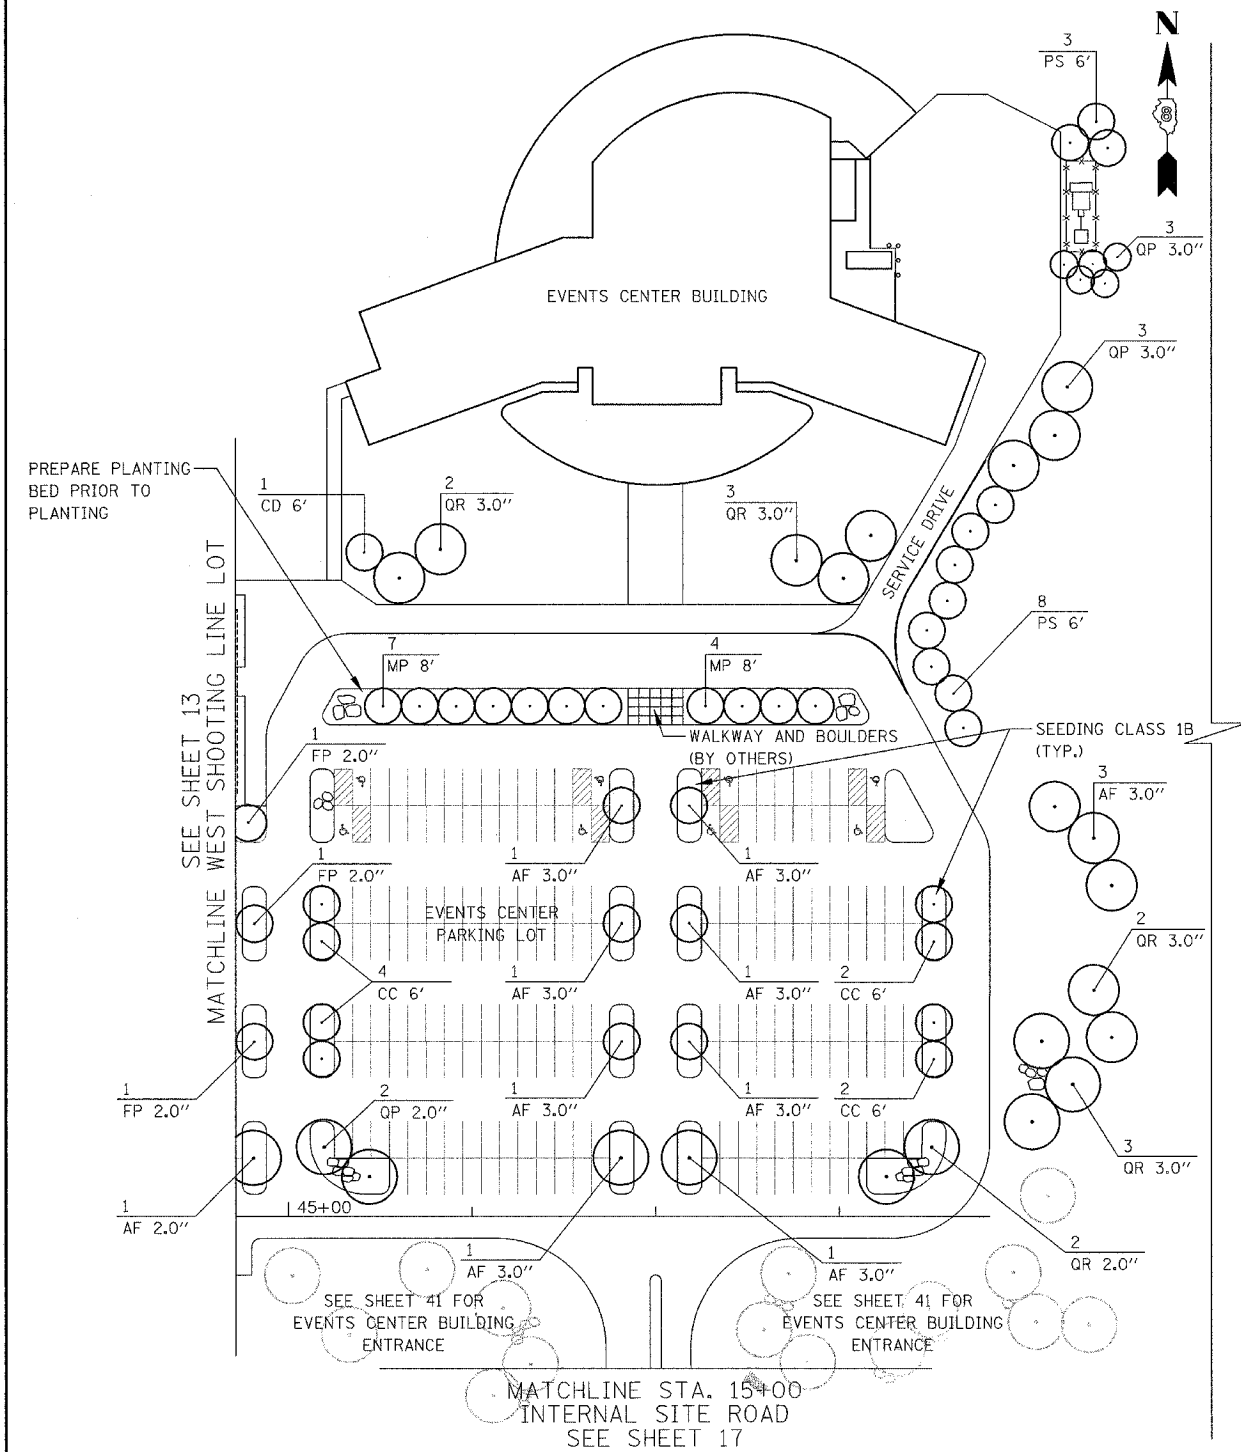 N
3
PS 6'
3
QP 3.0"
EVENTS CENTER BUILDING
3
QP 3.0"
PREPARE PLANTING
BED PRIOR TO
PLANTING
1
CD 6'
2
QR 3.0"
3
QR 3.0"
SERVICE DRIVE
8
PS 6'
SEE SHEET 13
MATCHLINE WEST SHOOTING LINE LOT
7
MP 8'
4
MP 8'
WALKWAY AND BOULDERS
(BY OTHERS)
SEEDING CLASS 1B
(TYP.)
1
FP 2.0"
3
AF 3.0"
1
FP 2.0"
1
AF 3.0"
1
AF 3.0"
EVENTS CENTER
PARKING LOT
2
QR 3.0"
4
CC 6'
1
AF 3.0"
1
AF 3.0"
2
CC 6'
1
FP 2.0"
2
QP 2.0"
1
AF 3.0"
1
AF 3.0"
2
CC 6'
3
QR 3.0"
1
AF 2.0"
45+00
1
AF 3.0"
1
AF 3.0"
2
QR 2.0"
SEE SHEET 41 FOR
EVENTS CENTER BUILDING
ENTRANCE
SEE SHEET 41 FOR
EVENTS CENTER BUILDING
ENTRANCE
MATCHLINE STA. 15+00
INTERNAL SITE ROAD
SEE SHEET 17